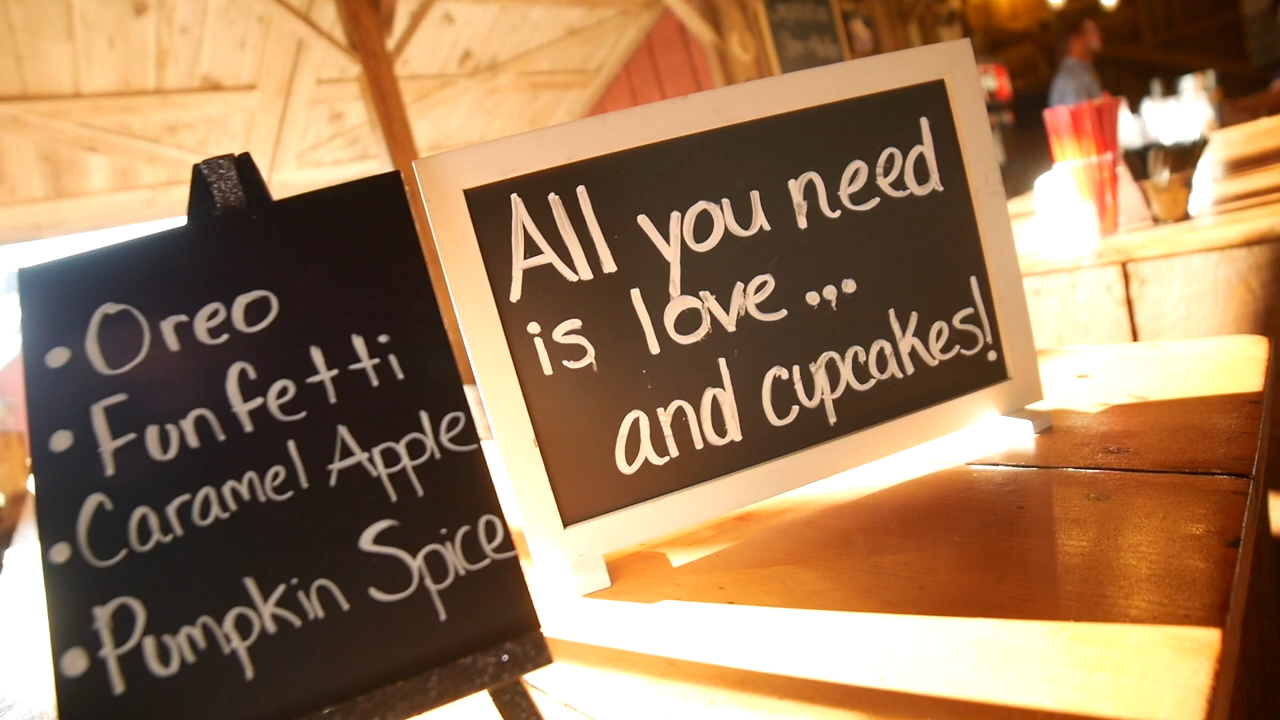 • Oreo
• Funfetti
• Caramel Apple
• Pumpkin Spice
All you need
is love...
and cupcakes!